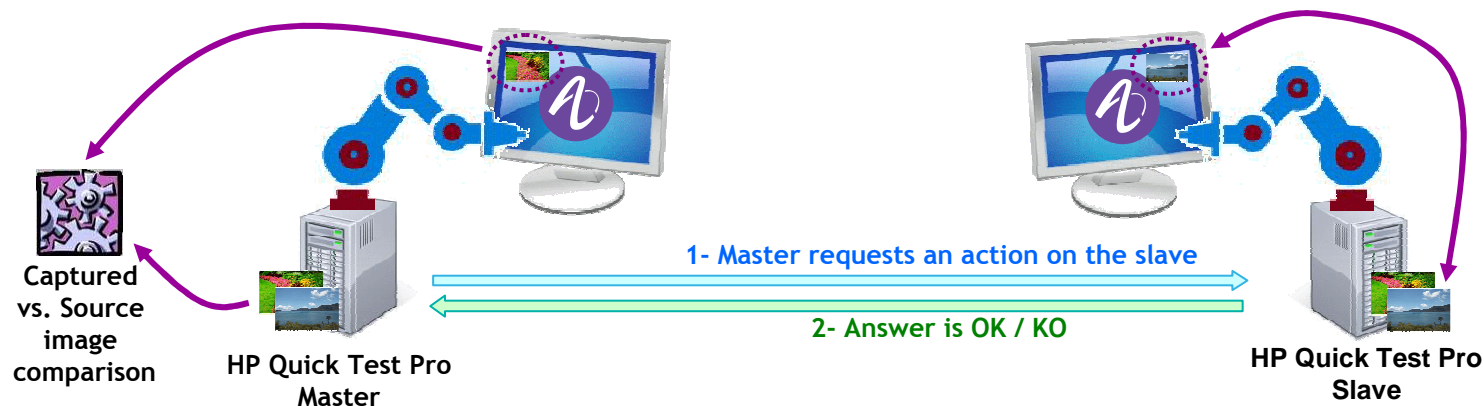 1- Master requests an action on the slave
2- Answer is OK / KO
Captured
vs. Source
image
comparison
HP Quick Test Pro
Master
HP Quick Test Pro
Slave